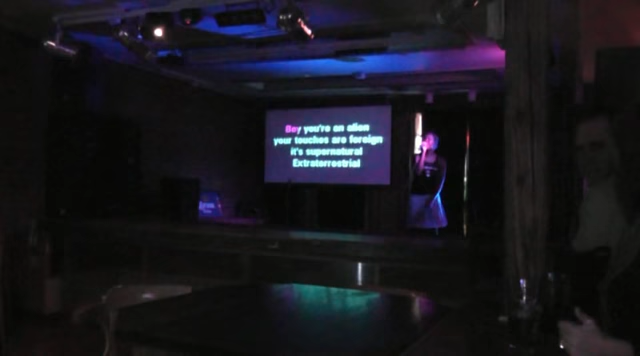 Boy you're an alien
your touches are foreign
it's supernatural
Extraterrestrial